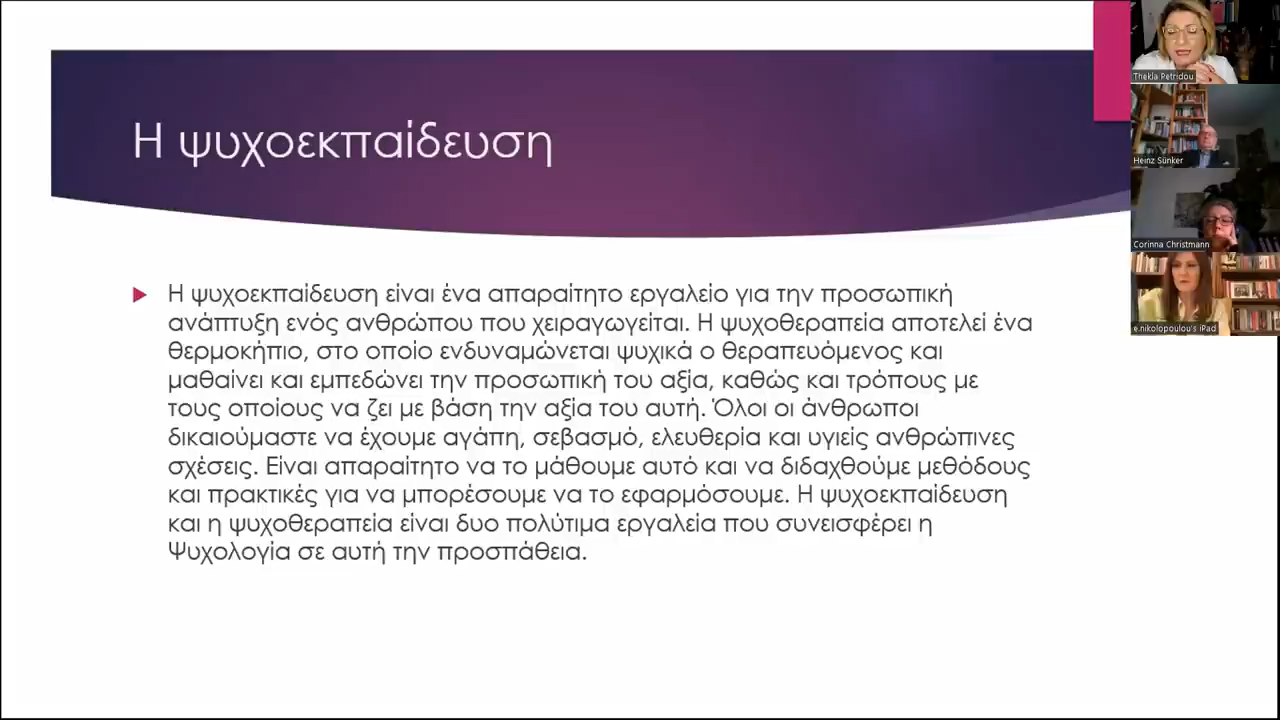 Η ψυχοεκπαίδευση
Η ψυχοεκπαίδευση είναι ένα απαραίτητο εργαλείο για την προσωπική
ανάπτυξη ενός ανθρώπου που χειραγωγείται. Η ψυχοθεραπεία αποτελεί ένα
θερμοκήπιο, στο οποίο ενδυναμώνεται ψυχικά ο θεραπευόμενος και
μαθαίνει και εμπεδώνει την προσωπική του αξία, καθώς και τρόπους με
τους οποίους να ζει με βάση την αξία του αυτή. Όλοι οι άνθρωποι
δικαιούμαστε να έχουμε αγάπη, σεβασμό, ελευθερία και υγιείς ανθρώπινες
σχέσεις. Είναι απαραίτητο να το μάθουμε αυτό και να διδαχθούμε μεθόδους
και πρακτικές για να μπορέσουμε να το εφαρμόσουμε. Η ψυχοεκπαίδευση
και η ψυχοθεραπεία είναι δυο πολύτιμα εργαλεία που συνεισφέρει η
Ψυχολογία σε αυτή την προσπάθεια.
Thekla Petridou
Heinz Sünker
Corinna Christmann
e.nikolopoulou's iPad